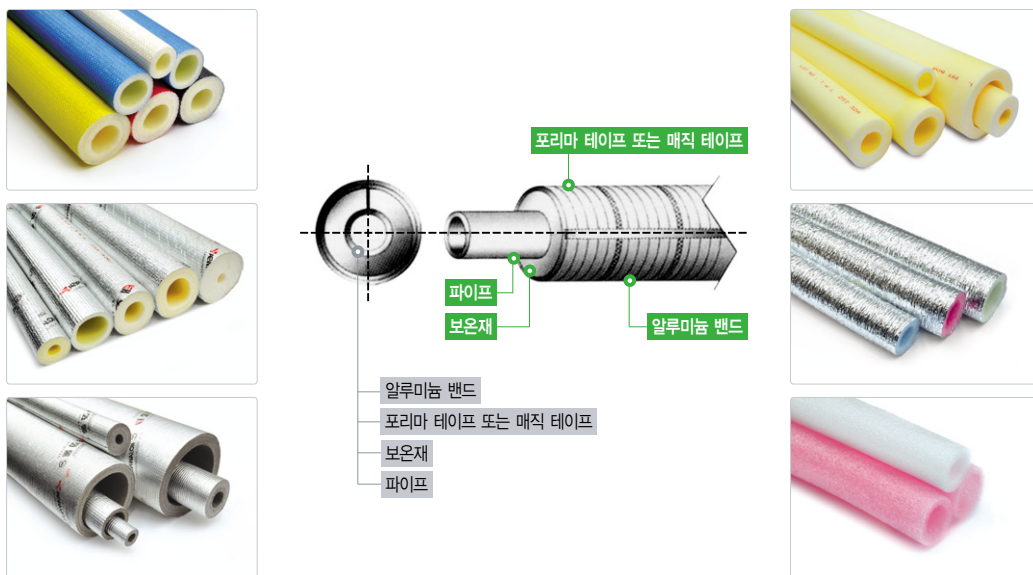 포리마 테이프 또는 매직 테이프
파이프
보온재
알루미늄 밴드
알루미늄 밴드
포리마 테이프 또는 매직 테이프
보온재
파이프